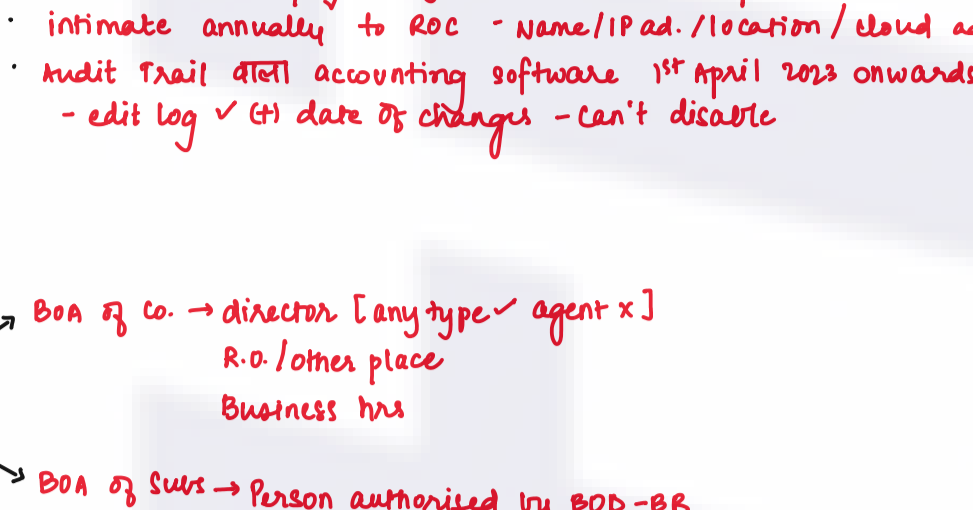 · intimate annually to ROC - Name/IP ad./location/cloud ad
· Audit Trail वाला accounting software 1st April 2023 onwards
- edit log ✓ (+) date of changes - can't disable
BOA of Co. → director [any type ✓ agent x]
R.O./other place
Business hrs
BOA of Subs → Person authorised by BOD - BR